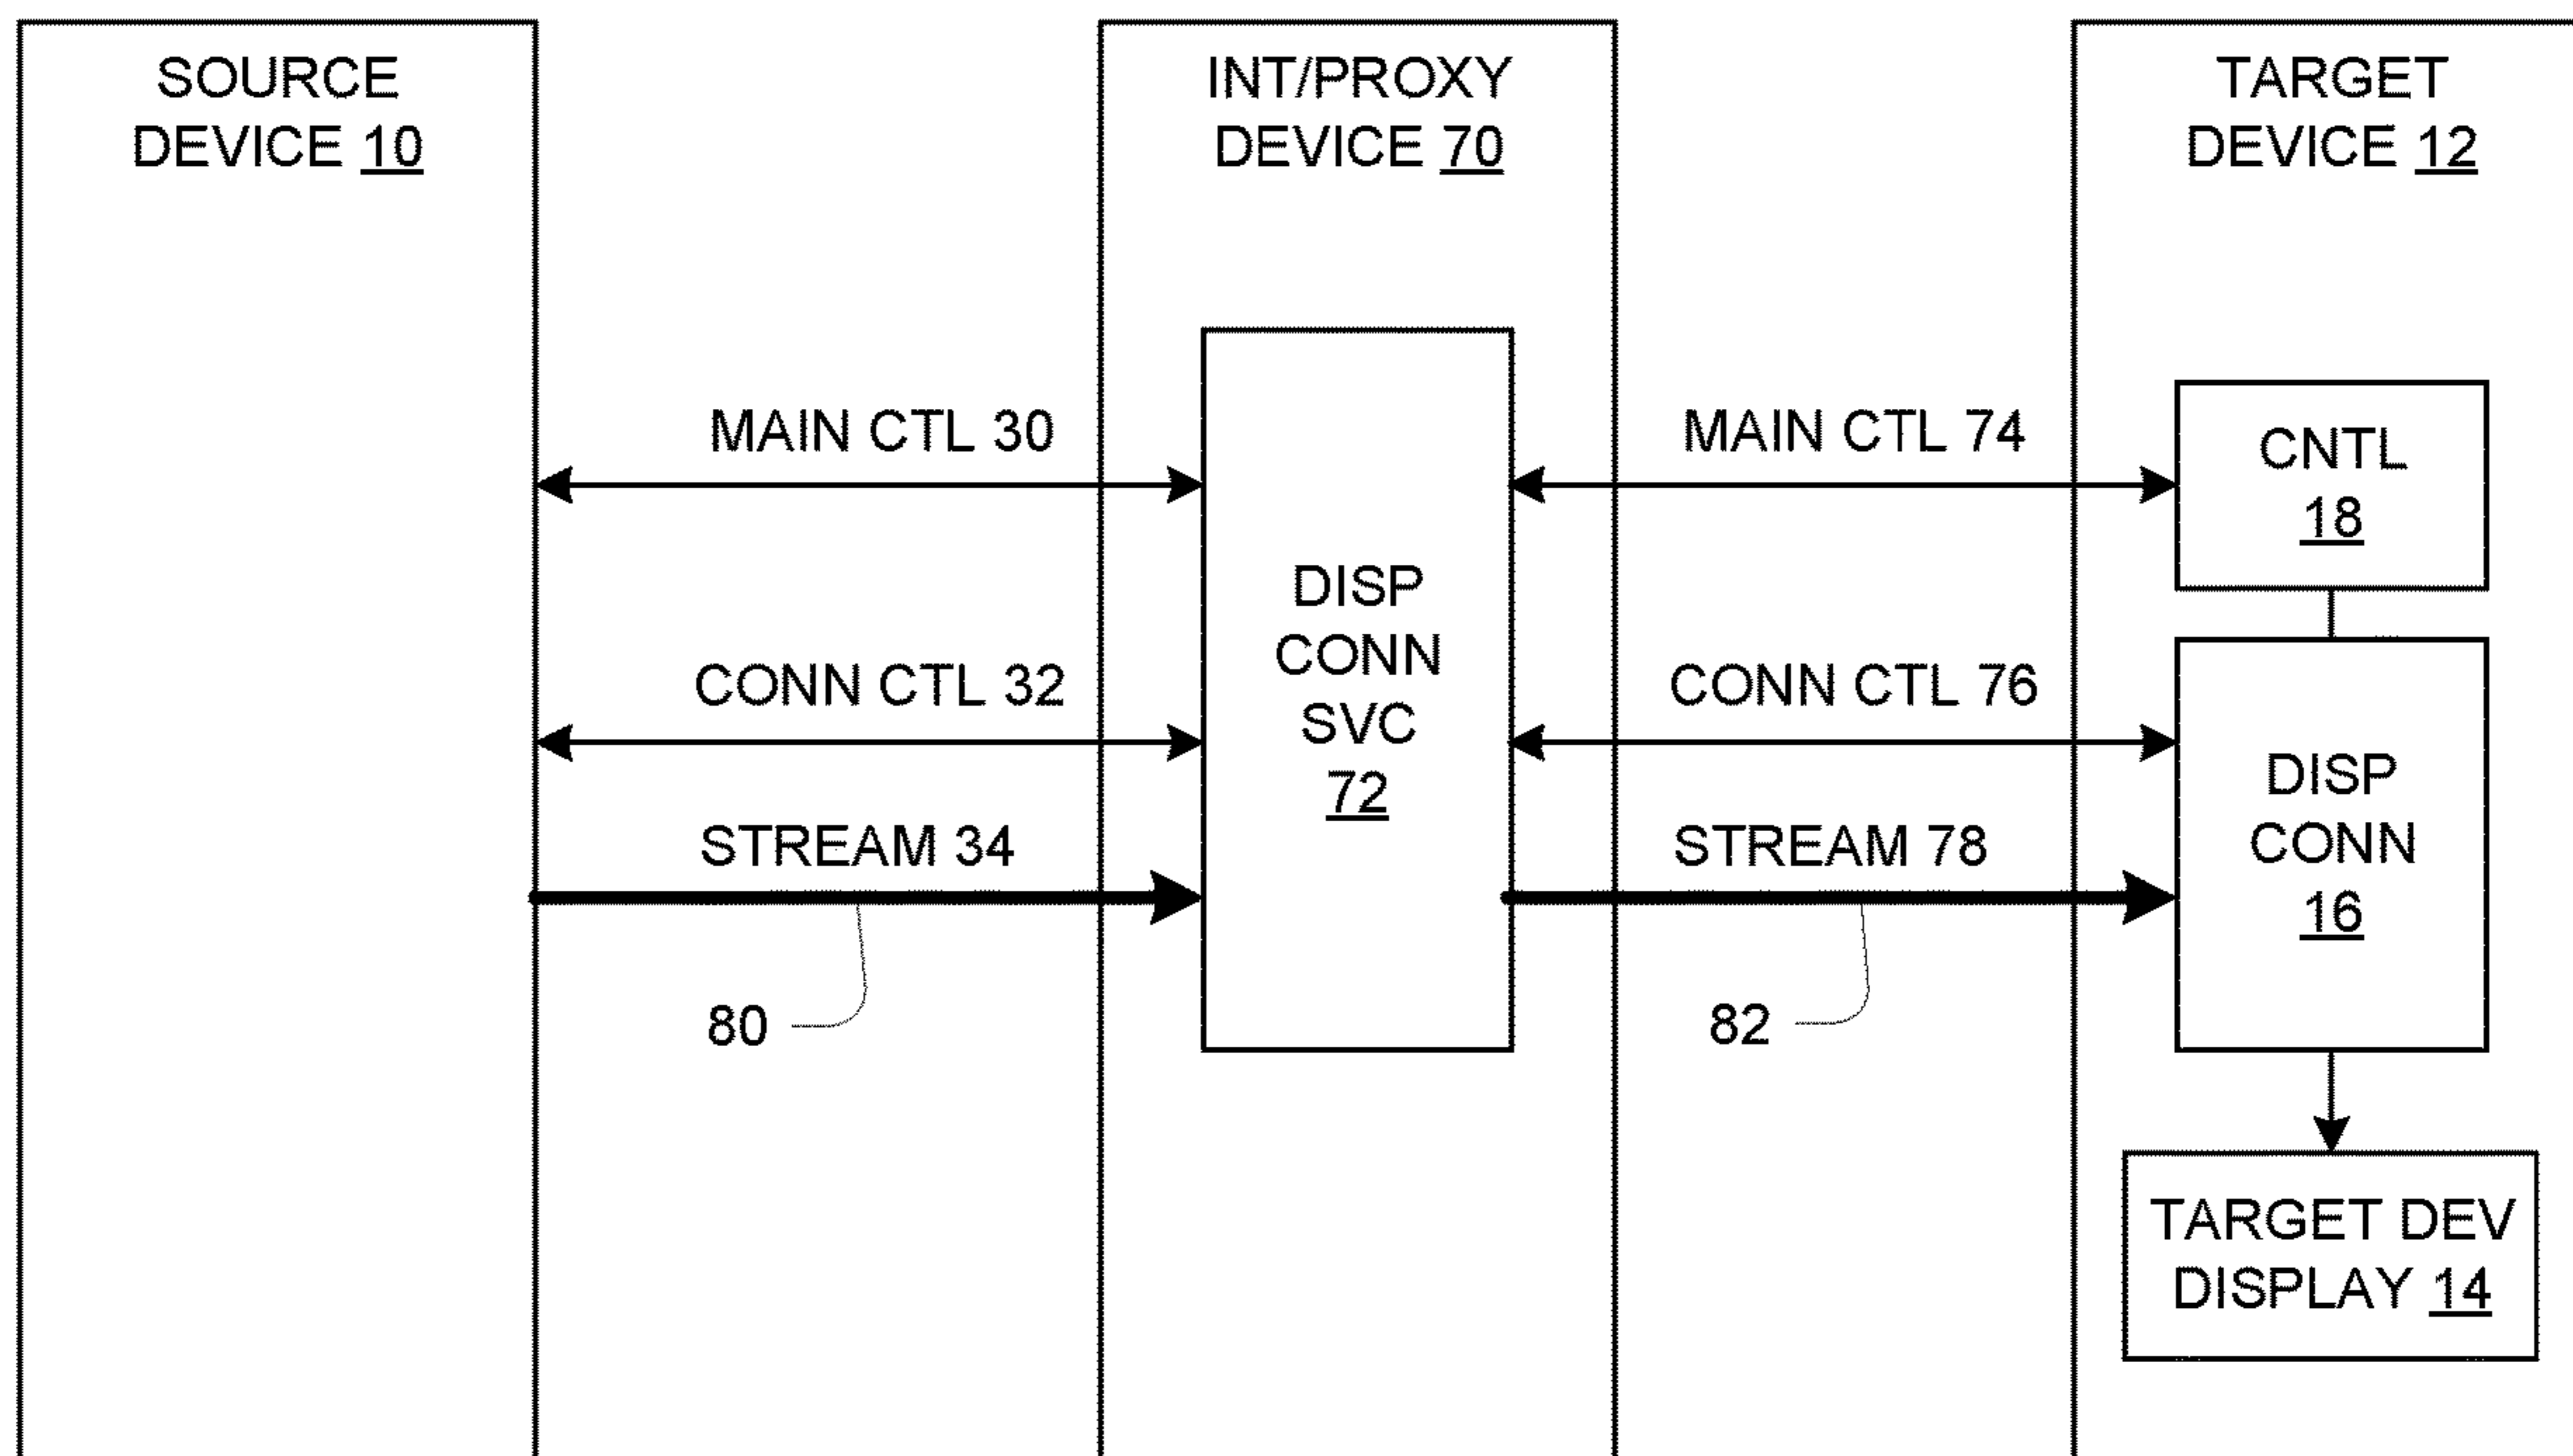 SOURCE
DEVICE 10
INT/PROXY
DEVICE 70
TARGET
DEVICE 12
MAIN CTL 30
MAIN CTL 74
CNTL
18
DISP
CONN
SVC
72
CONN CTL 32
CONN CTL 76
DISP
CONN
16
STREAM 34
STREAM 78
80
82
TARGET DEV
DISPLAY 14